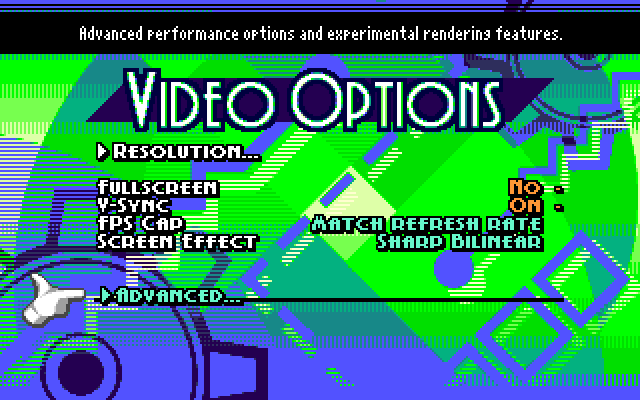 Advanced performance options and experimental rendering features.
Video Options
Resolution...
Fullscreen No
V-Sync On
FPS Cap Match refresh rate
Screen Effect Sharp Bilinear
Advanced...